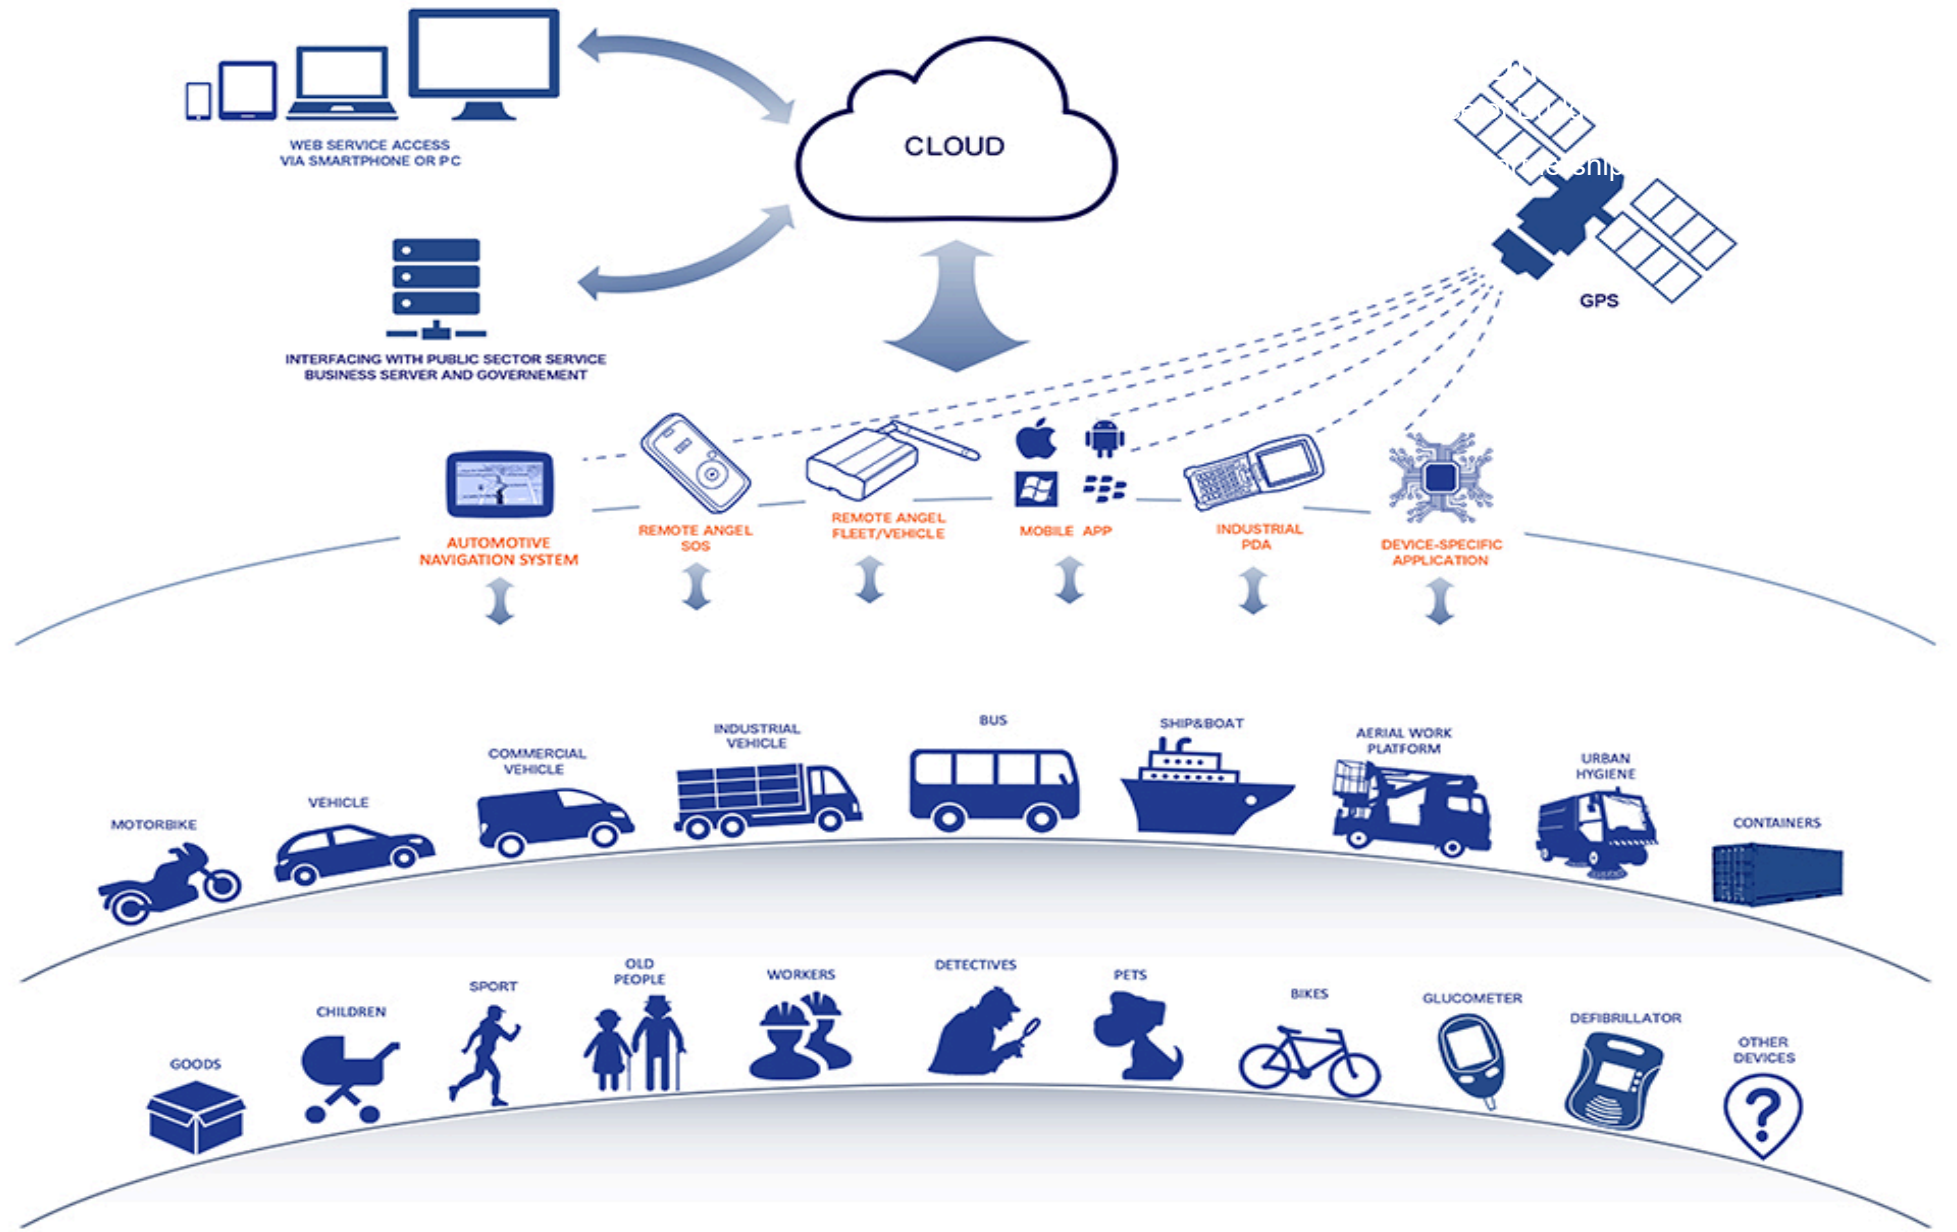 WEB SERVICE ACCESS
VIA SMARTPHONE OR PC
CLOUD
GPS
INTERFACING WITH PUBLIC SECTOR SERVICE
BUSINESS SERVER AND GOVERNEMENT
AUTOMOTIVE
NAVIGATION SYSTEM
REMOTE ANGEL
SOS
REMOTE ANGEL
FLEET/VEHICLE
MOBILE APP
INDUSTRIAL
PDA
DEVICE-SPECIFIC
APPLICATION
MOTORBIKE
VEHICLE
COMMERCIAL
VEHICLE
INDUSTRIAL
VEHICLE
BUS
SHIP&BOAT
AERIAL WORK
PLATFORM
URBAN
HYGIENE
CONTAINERS
GOODS
CHILDREN
SPORT
OLD
PEOPLE
WORKERS
DETECTIVES
PETS
BIKES
GLUCOMETER
DEFIBRILLATOR
OTHER
DEVICES
?